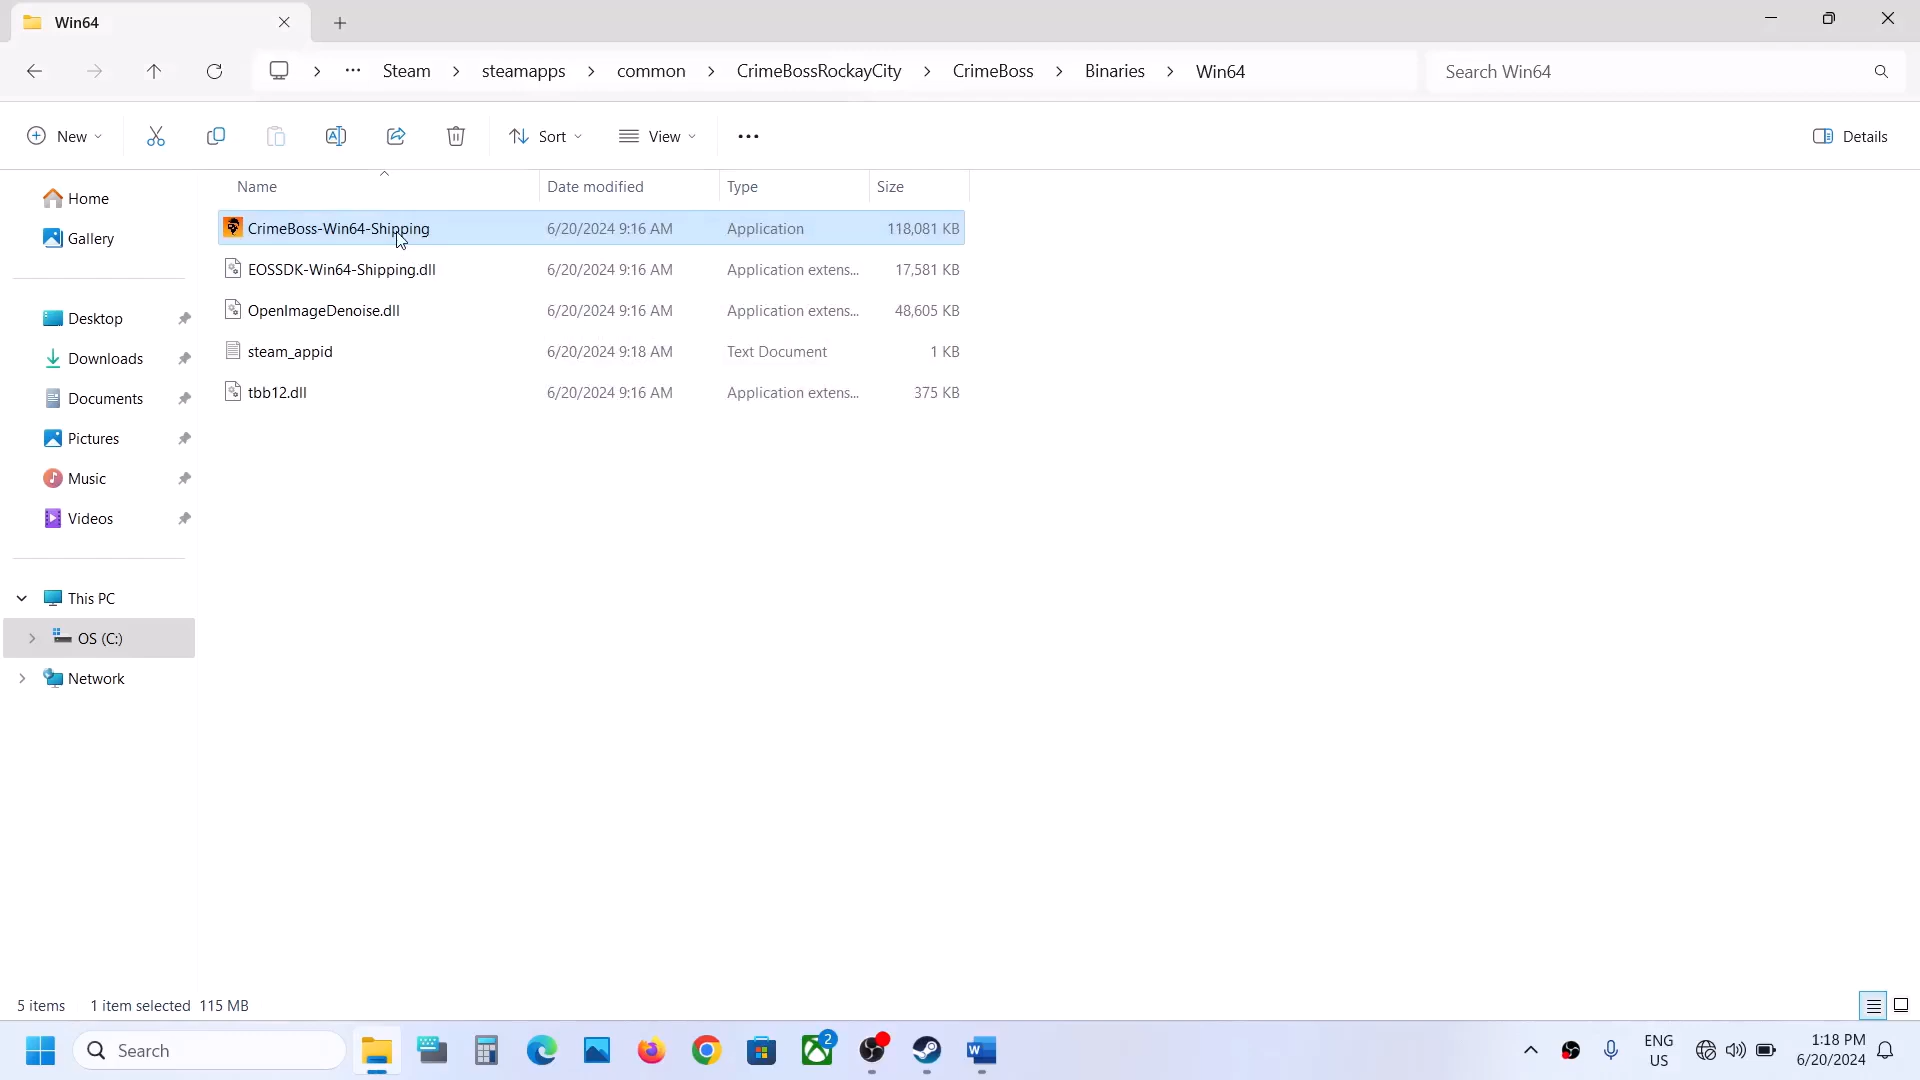 Win64
Steam > steamapps > common > CrimeBossRockayCity > CrimeBoss > Binaries > Win64
Search Win64
New
Sort
View
Details
Name Date modified Type Size
Home
Gallery
Desktop
Downloads
Documents
Pictures
Music
Videos
This PC
OS (C:)
Network
CrimeBoss-Win64-Shipping 6/20/2024 9:16 AM Application 118,081 KB
EOSSDK-Win64-Shipping.dll 6/20/2024 9:16 AM Application extens... 17,581 KB
OpenImageDenoise.dll 6/20/2024 9:16 AM Application extens... 48,605 KB
steam_appid 6/20/2024 9:18 AM Text Document 1 KB
tbb12.dll 6/20/2024 9:16 AM Application extens... 375 KB
5 items 1 item selected 115 MB
Search
2
W
ENG
US
1:18 PM
6/20/2024